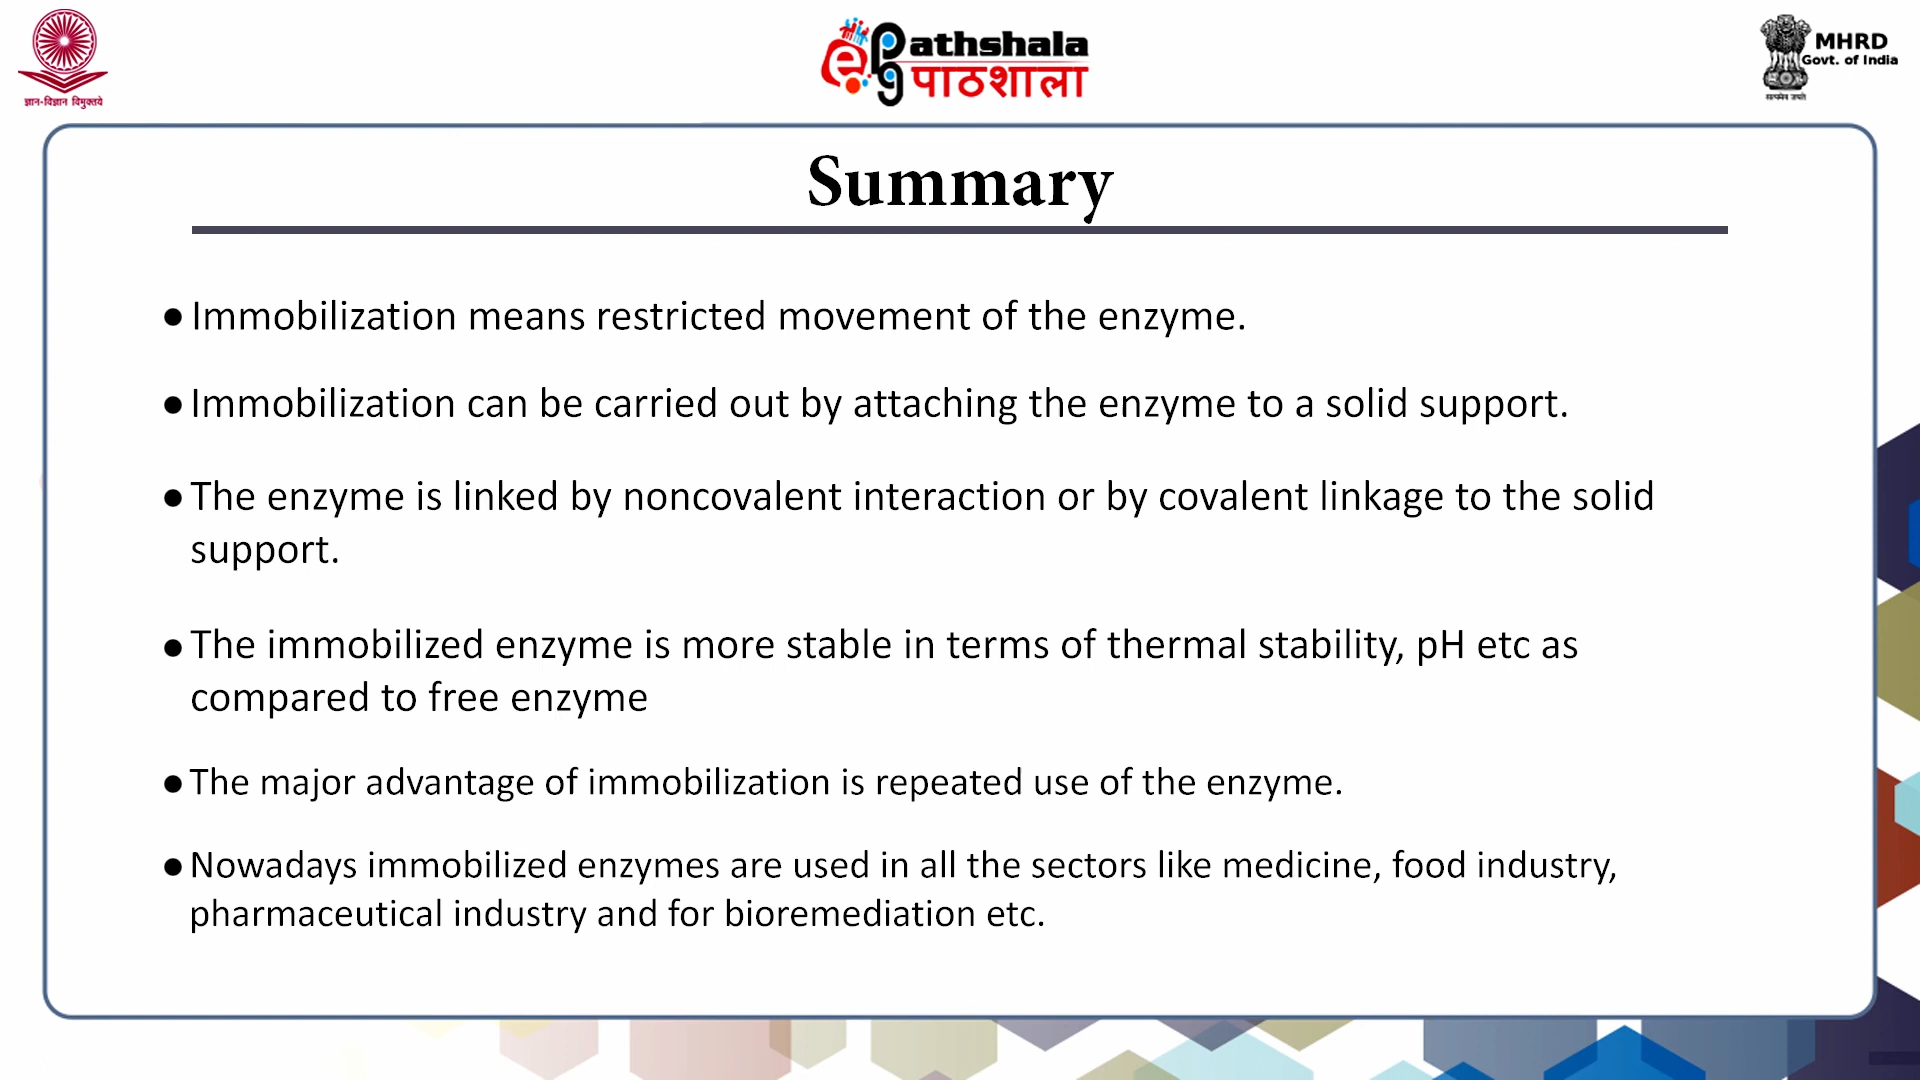 ज्ञान-विज्ञान विमुक्तये
e PG Pathshala
पाठशाला
MHRD
Govt. of India
सत्यमेव जयते
Summary
● Immobilization means restricted movement of the enzyme.
● Immobilization can be carried out by attaching the enzyme to a solid support.
● The enzyme is linked by noncovalent interaction or by covalent linkage to the solid
support.
● The immobilized enzyme is more stable in terms of thermal stability, pH etc as
compared to free enzyme
● The major advantage of immobilization is repeated use of the enzyme.
● Nowadays immobilized enzymes are used in all the sectors like medicine, food industry,
pharmaceutical industry and for bioremediation etc.